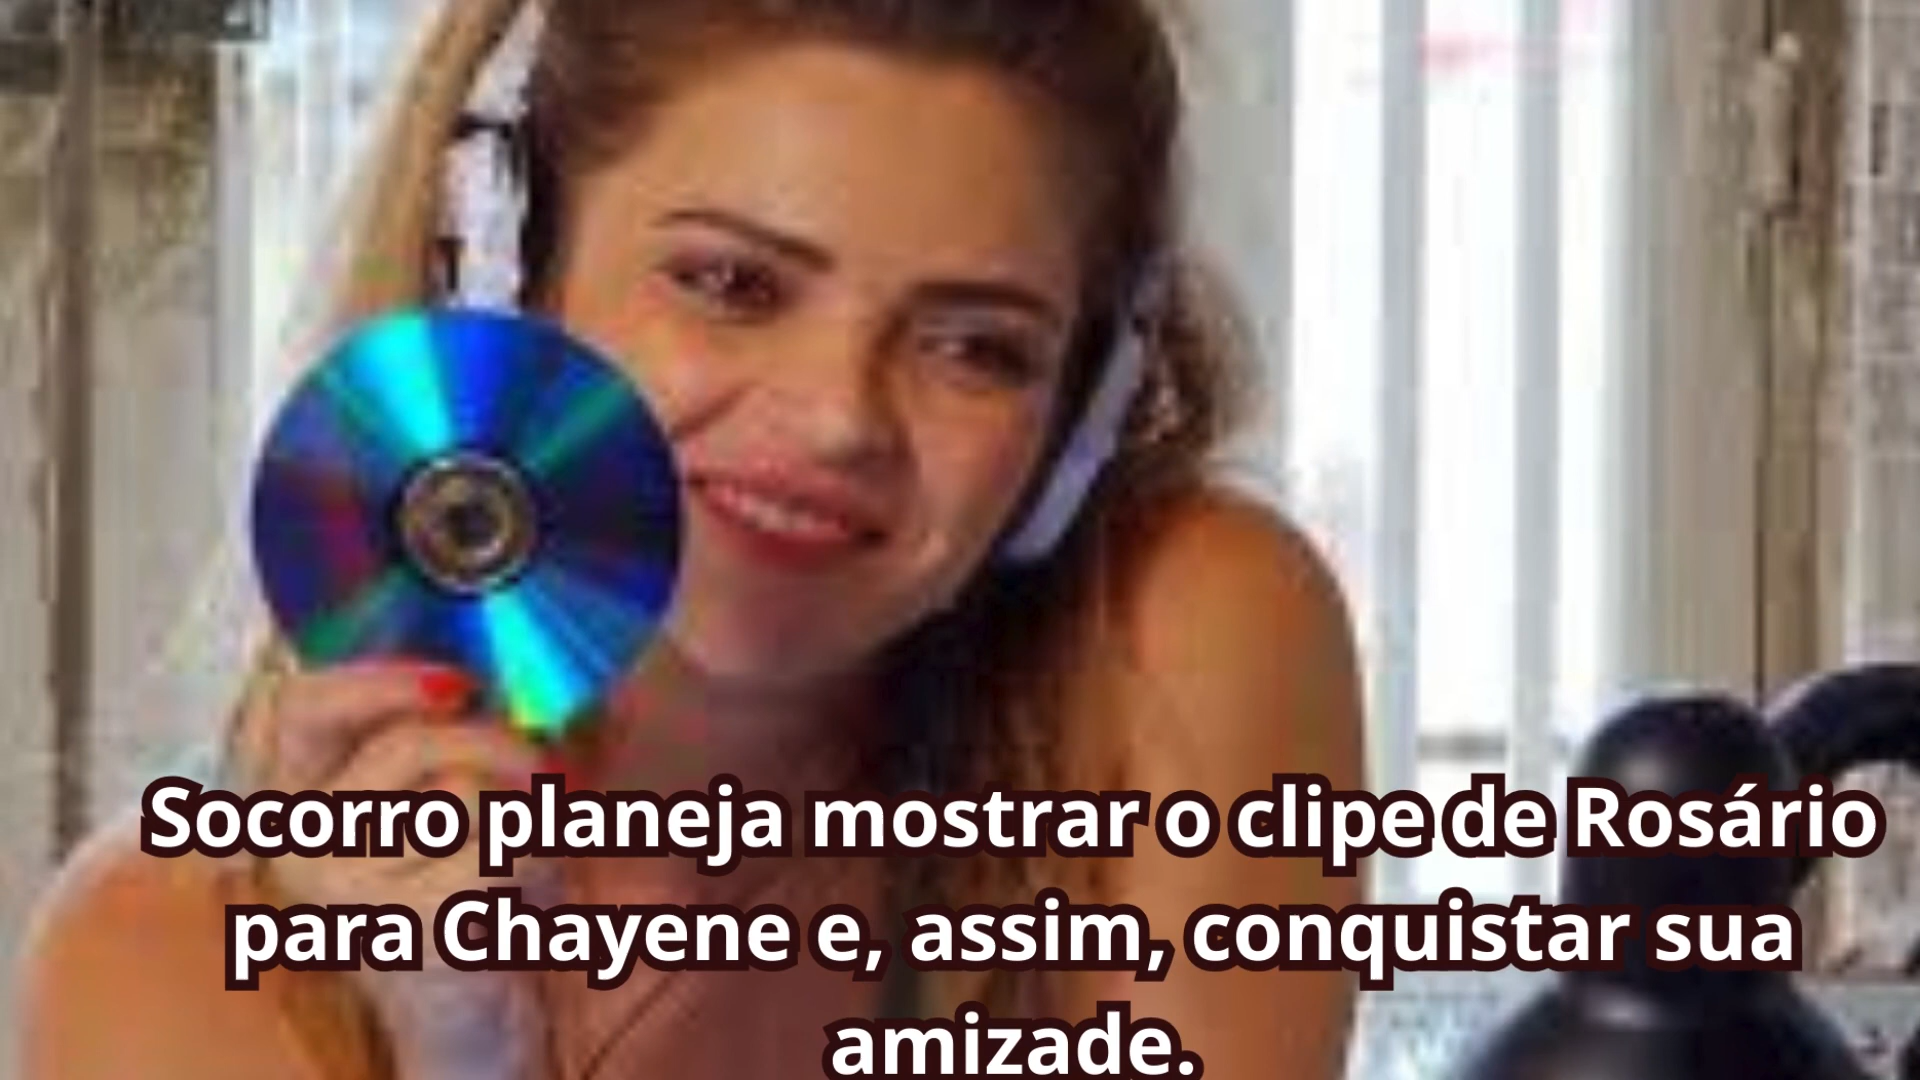 Socorro planeja mostrar o clipe de Rosário
para Chayene e, assim, conquistar sua
amizade.